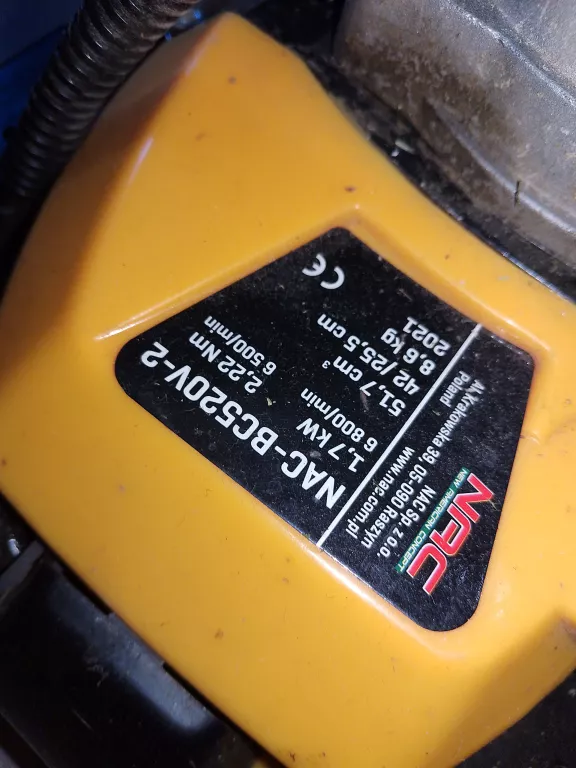 NAC
NEW AMERICAN CONCEPT
NAC Sp. z o.o.
Al. Krakowska 39 05-090 Raszyn
Poland
www.nac.com.pl
NAC-BC520V-2
1,7 kW
6 800/min
2,22 Nm
6 500/min
51,7 cm³
42 /25,5 cm
8,6 kg
2021
CE